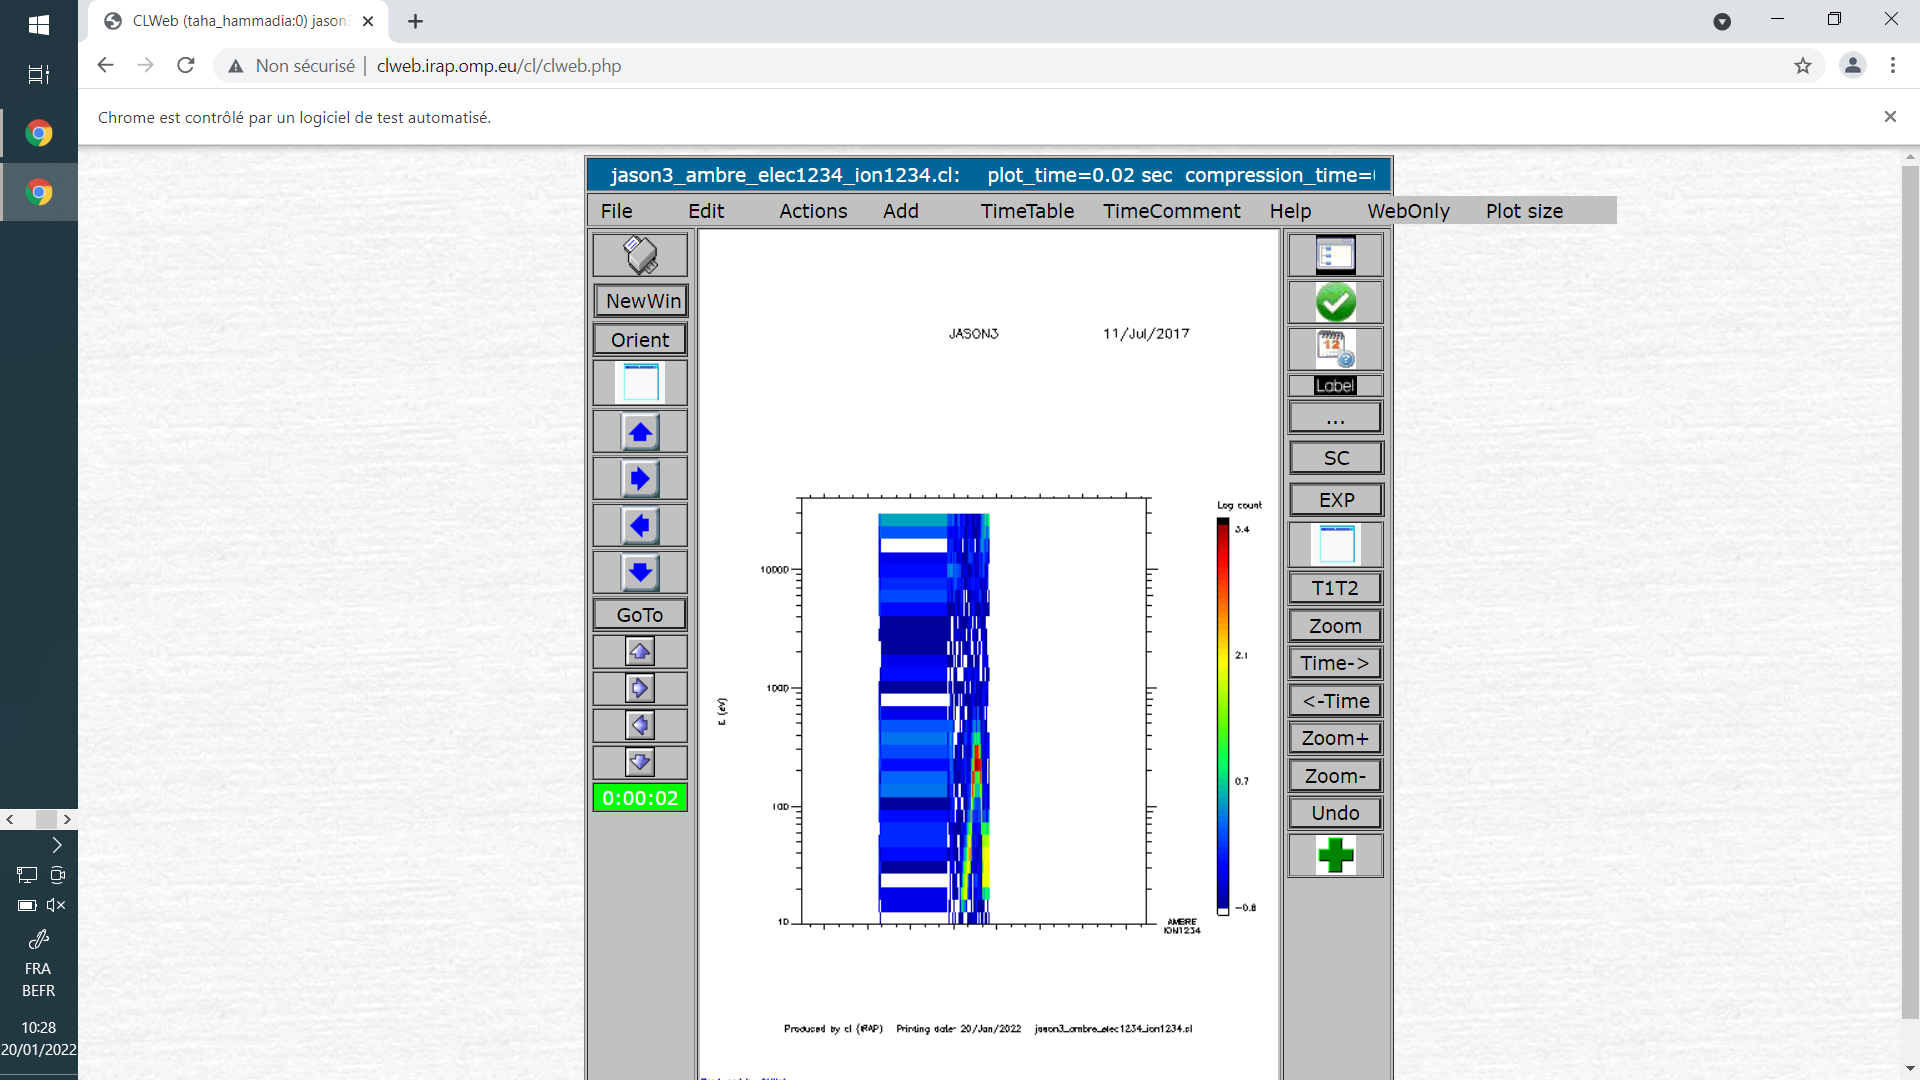 CLWeb (taha_hammadia:0) jason3
Non sécurisé | clweb.irap.omp.eu/cl/clweb.php
Chrome est contrôlé par un logiciel de test automatisé.
jason3_ambre_elec1234_ion1234.cl: plot_time=0.02 sec compression_time=
File Edit Actions Add TimeTable TimeComment Help WebOnly Plot size
NewWin
Orient
GoTo
0:00:02
JASON3 11/Jul/2017
Log count
3.4
2.1
0.7
-0.8
10000
1000
100
10
E (eV)
AMBRE
ION1234
Produced by cl (IRAP) Printing date: 20/Jan/2022 jason3_ambre_elec1234_ion1234.cl
12
Label
...
SC
EXP
T1T2
Zoom
Time->
<-Time
Zoom+
Zoom-
Undo
FRA
BEFR
10:28
20/01/2022